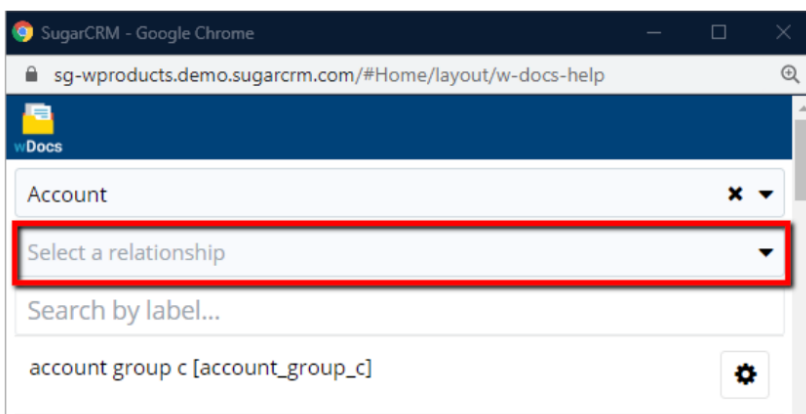 SugarCRM - Google Chrome
sg-wproducts.demo.sugarcrm.com/#Home/layout/w-docs-help
wDocs
Account
Select a relationship
Search by label...
account group c [account_group_c]